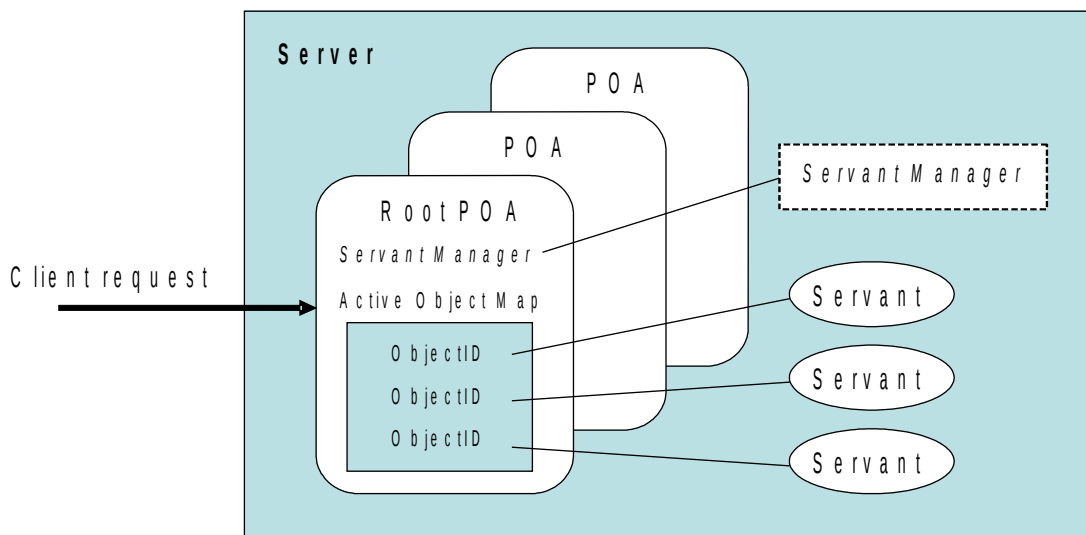 Server
POA
POA
RootPOA
ServantManager
Active Object Map
ObjectID
ObjectID
ObjectID
Client request
ServantManager
Servant
Servant
Servant